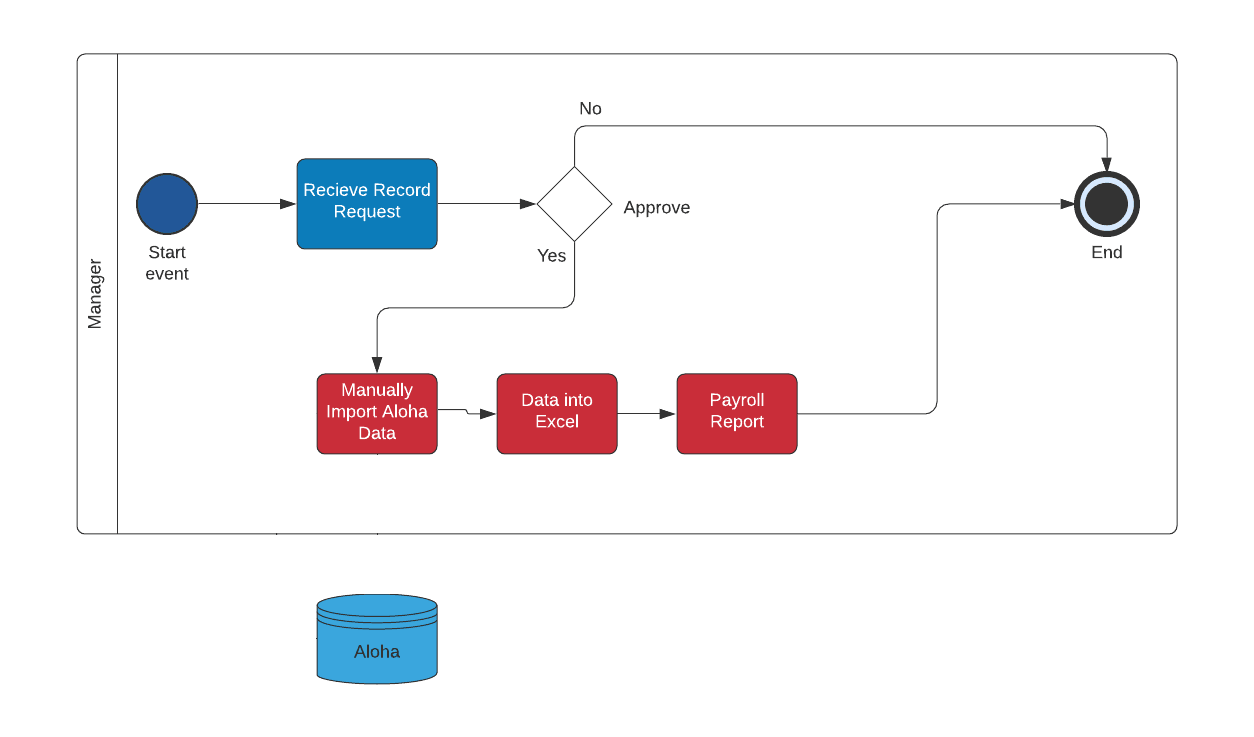 Manager
Start
event
Recieve Record
Request
No
Approve
Yes
End
Manually
Import Aloha
Data
Data into
Excel
Payroll
Report
Aloha